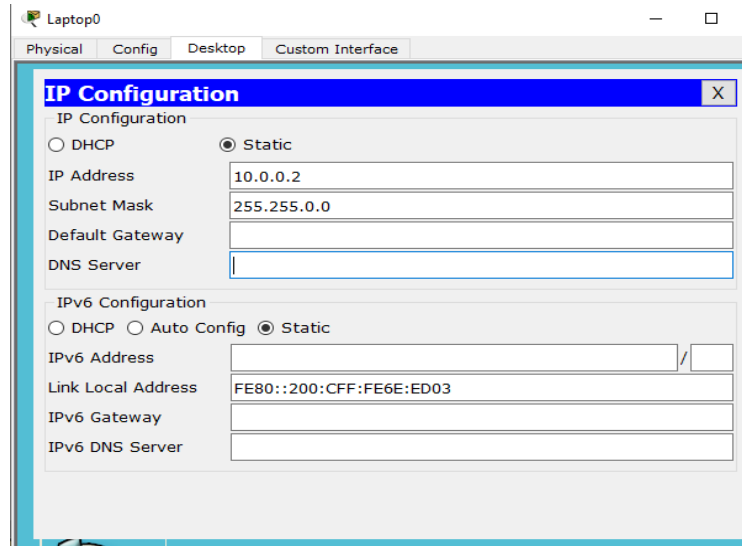 Laptop0
Physical Config Desktop Custom Interface
IP Configuration X
IP Configuration
DHCP Static
IP Address 10.0.0.2
Subnet Mask 255.255.0.0
Default Gateway
DNS Server
IPv6 Configuration
DHCP Auto Config Static
IPv6 Address /
Link Local Address FE80::200:CFF:FE6E:ED03
IPv6 Gateway
IPv6 DNS Server